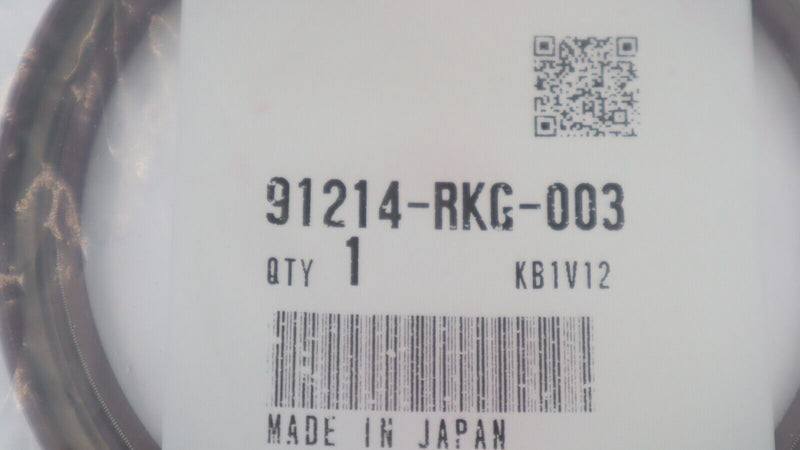 91214-RKG-003
QTY 1 KB1V12
MADE IN JAPAN